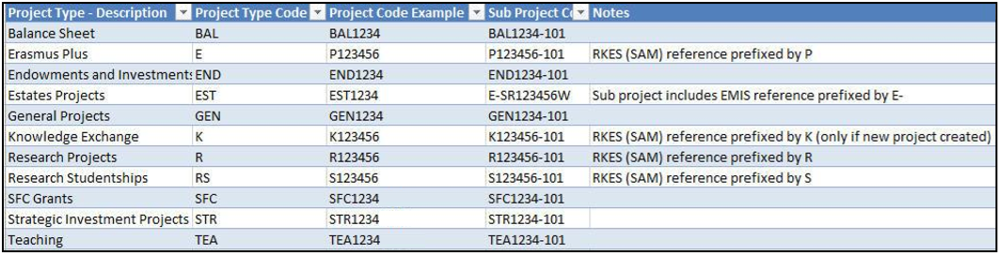 Project Type - Description Project Type Code Project Code Example Sub Project Co Notes
Balance Sheet BAL BAL1234 BAL1234-101
Erasmus Plus E P123456 P123456-101 RKES (SAM) reference prefixed by P
Endowments and Investments END END1234 END1234-101
Estates Projects EST EST1234 E-SR123456W Sub project includes EMIS reference prefixed by E-
General Projects GEN GEN1234 GEN1234-101
Knowledge Exchange K K123456 K123456-101 RKES (SAM) reference prefixed by K (only if new project created)
Research Projects R R123456 R123456-101 RKES (SAM) reference prefixed by R
Research Studentships RS S123456 S123456-101 RKES (SAM) reference prefixed by S
SFC Grants SFC SFC1234 SFC1234-101
Strategic Investment Projects STR STR1234 STR1234-101
Teaching TEA TEA1234 TEA1234-101